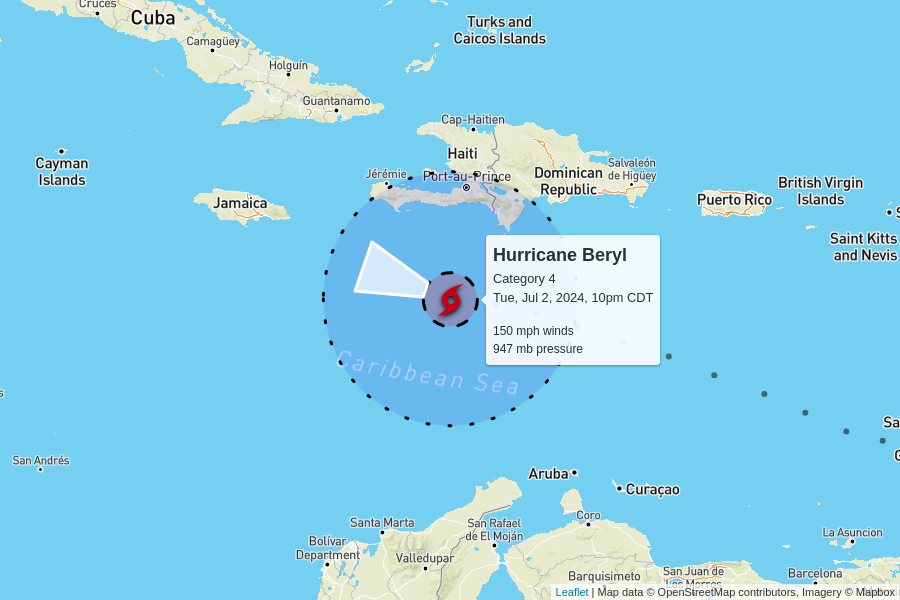 Cruces
Cuba
Turks and
Caicos Islands
Camagüey
Holguín
Guantanamo
Cap-Haitien
Cayman
Islands
Haiti
Jérémie
Port-au-Prince
Dominican
Republic
Salvaleón
de Higüey
Jamaica
Puerto Rico
British Virgin
Islands
S
Saint Kitts
and Nevis
Hurricane Beryl
Category 4
Tue, Jul 2, 2024, 10pm CDT
150 mph winds
947 mb pressure
Caribbean Sea
s
Sa
G
San Andrés
Aruba
Curaçao
Coro
Santa Marta
San Rafael
de El Moján
La Asuncion
Bolívar
Department
Valledupar
Barquisimeto
San Juan de
Los Morros
Barcelona
Leaflet | Map data © OpenStreetMap contributors, Imagery © Mapbox